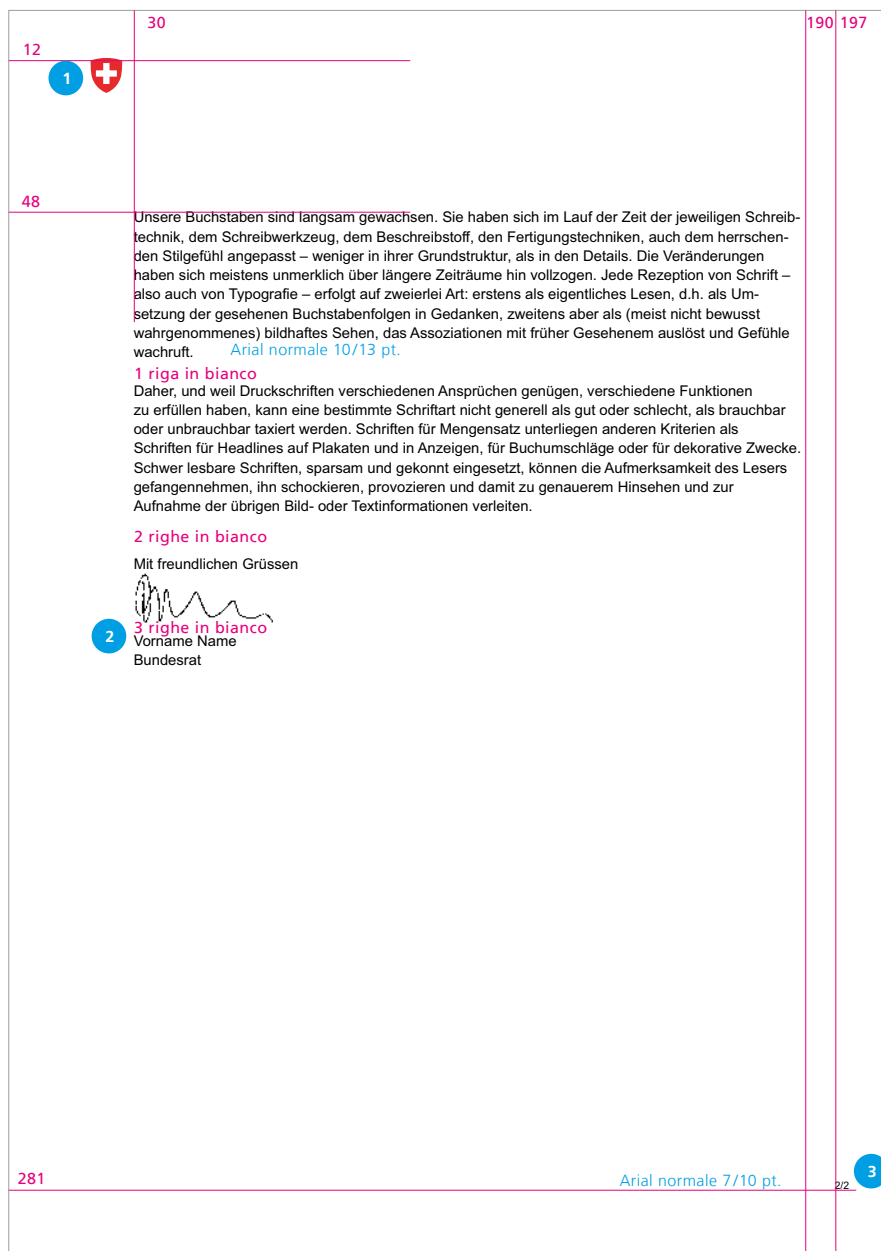 30
190 197
12
1
48
Unsere Buchstaben sind langsam gewachsen. Sie haben sich im Lauf der Zeit der jeweiligen Schreib-
technik, dem Schreibwerkzeug, dem Beschreibstoff, den Fertigungstechniken, auch dem herrschen-
den Stilgefühl angepasst – weniger in ihrer Grundstruktur, als in den Details. Die Veränderungen
haben sich meistens unmerklich über längere Zeiträume hin vollzogen. Jede Rezeption von Schrift –
also auch von Typografie – erfolgt auf zweierlei Art: erstens als eigentliches Lesen, d.h. als Um-
setzung der gesehenen Buchstabenfolgen in Gedanken, zweitens aber als (meist nicht bewusst
wahrgenommenes) bildhaftes Sehen, das Assoziationen mit früher Gesehenem auslöst und Gefühle
wachruft. Arial normale 10/13 pt.
1 riga in bianco
Daher, und weil Druckschriften verschiedenen Ansprüchen genügen, verschiedene Funktionen
zu erfüllen haben, kann eine bestimmte Schriftart nicht generell als gut oder schlecht, als brauchbar
oder unbrauchbar taxiert werden. Schriften für Mengensatz unterliegen anderen Kriterien als
Schriften für Headlines auf Plakaten und in Anzeigen, für Buchumschläge oder für dekorative Zwecke.
Schwer lesbare Schriften, sparsam und gekonnt eingesetzt, können die Aufmerksamkeit des Lesers
gefangennehmen, ihn schockieren, provozieren und damit zu genauerem Hinsehen und zur
Aufnahme der übrigen Bild- oder Textinformationen verleiten.
2 righe in bianco
Mit freundlichen Grüssen
3 righe in bianco
2
Vorname Name
Bundesrat
281
Arial normale 7/10 pt.
2/2
3